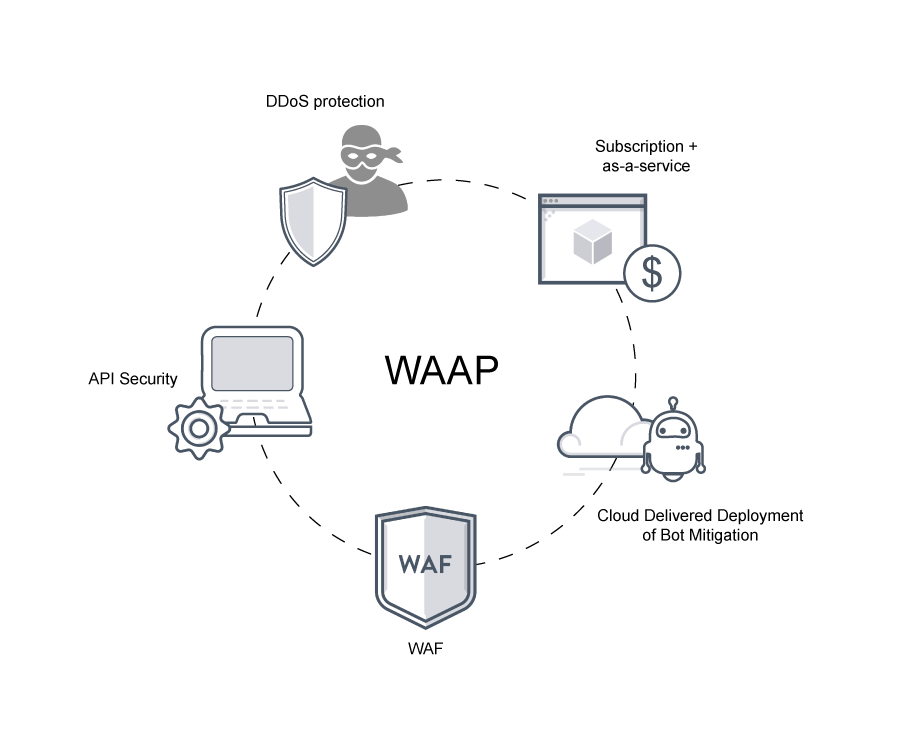 DDoS protection
Subscription +
as-a-service
$
WAAP
API Security
Cloud Delivered Deployment
of Bot Mitigation
WAF
WAF